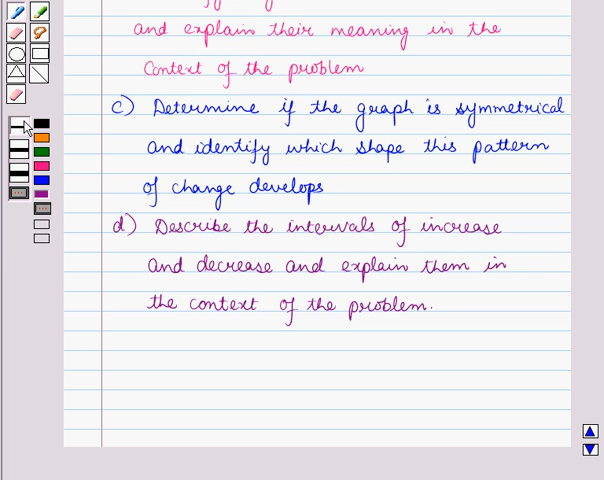 and explain their meaning in the
Context of the problem
c) Determine if the graph is symmetrical
and identify which shape this pattern
of change develops
d) Describe the intervals of increase
and decrease and explain them in
the context of the problem.